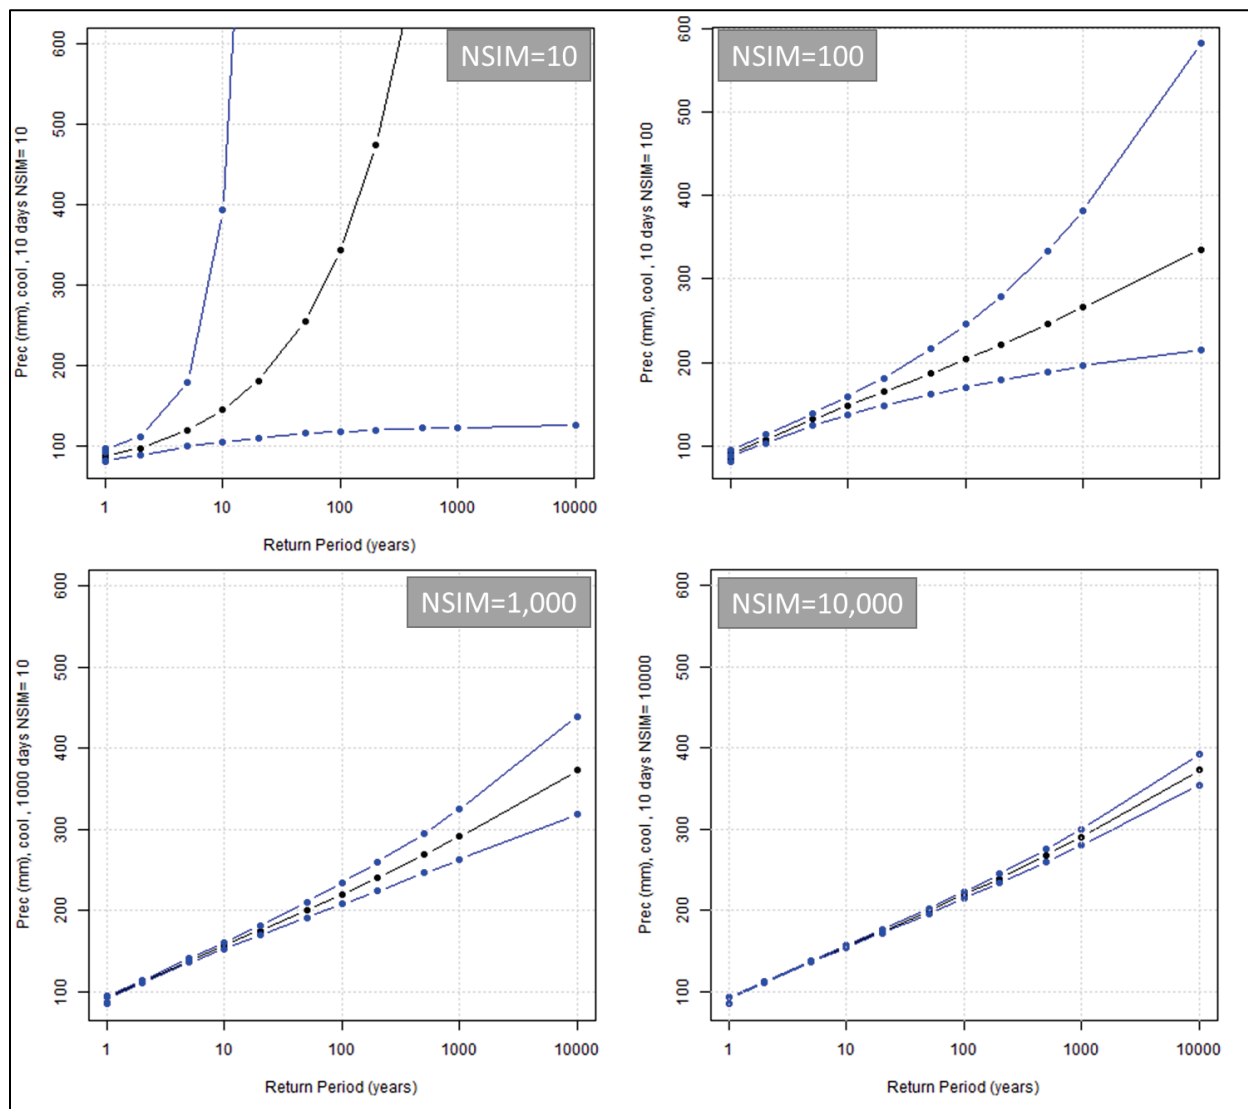 NSIM=10
Prec (mm), cool , 10 days NSIM= 10
600
500
400
300
200
100
1 10 100 1000 10000
Return Period (years)
NSIM=100
Prec (mm), cool , 10 days NSIM= 100
600
500
400
300
200
100
NSIM=1,000
Prec (mm), cool , 1000 days NSIM= 10
600
500
400
300
200
100
1 10 100 1000 10000
Return Period (years)
NSIM=10,000
Prec (mm), cool , 10 days NSIM= 10000
600
500
400
300
200
100
1 10 100 1000 10000
Return Period (years)